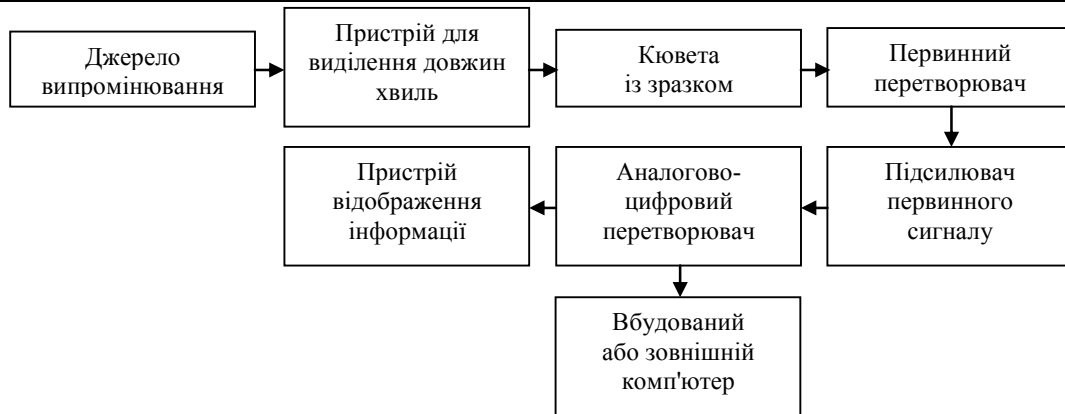 Джерело
випромінювання
Пристрій для
виділення довжин
хвиль
Кювета
із зразком
Первинний
перетворювач
Пристрій
відображення
інформації
Аналогово-
цифровий
перетворювач
Підсилювач
первинного
сигналу
Вбудований
або зовнішній
комп'ютер